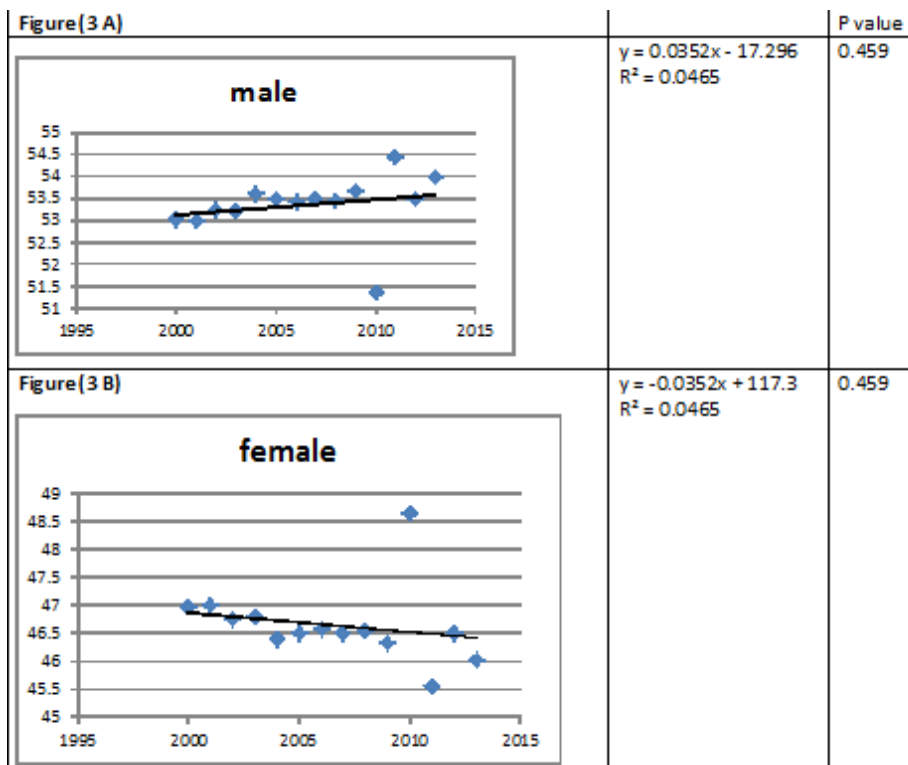 Figure (3 A)
P value
y = 0.0352x - 17.296
0.459
R² = 0.0465
male
55
54.5
54
53.5
53
52.5
52
51.5
51
1995 2000 2005 2010 2015
Figure (3 B)
y = -0.0352x + 117.3
0.459
R² = 0.0465
female
49
48.5
48
47.5
47
46.5
46
45.5
45
1995 2000 2005 2010 2015